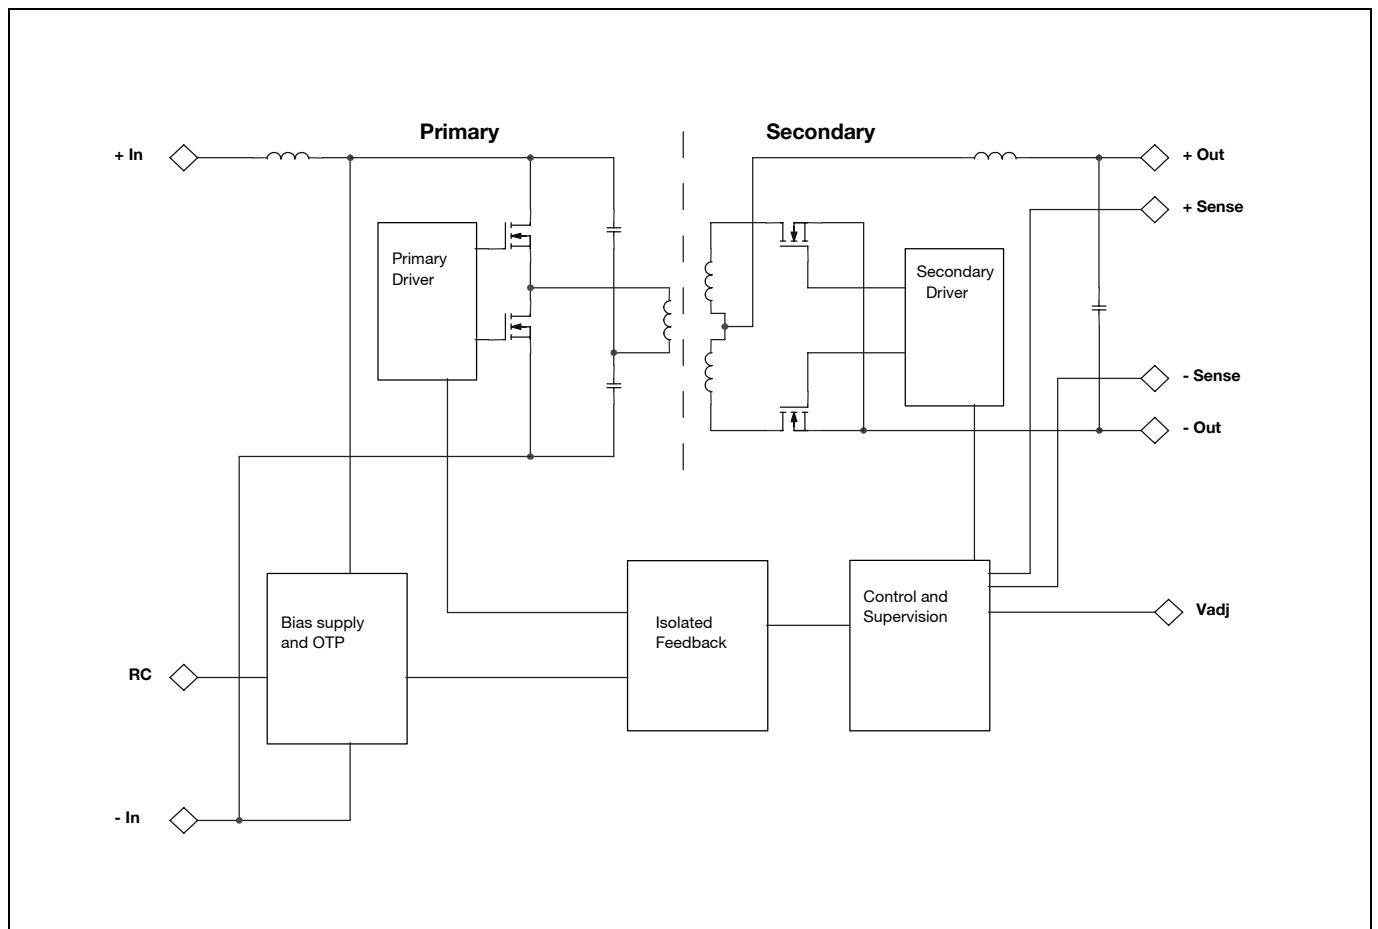 Primary
Secondary
+ In
+ Out
+ Sense
Primary
Driver
Secondary
Driver
- Sense
- Out
Bias supply
and OTP
Isolated
Feedback
Control and
Supervision
Vadj
RC
- In